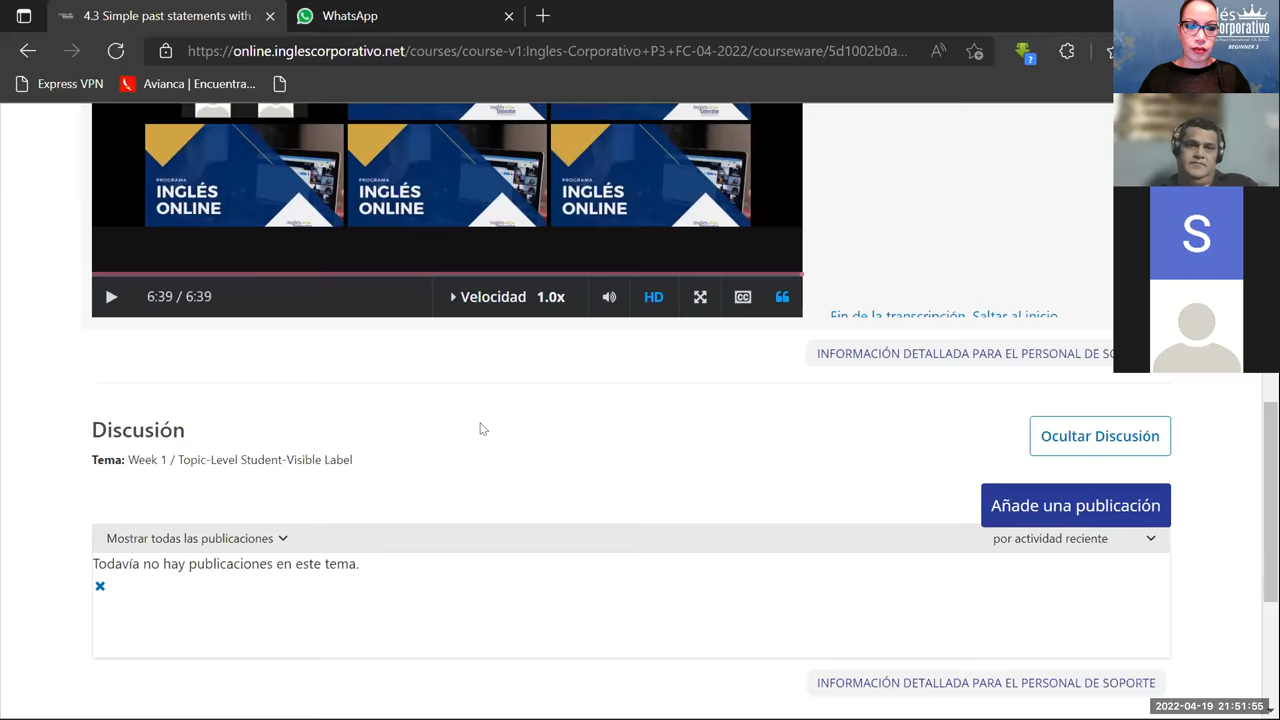 4.3 Simple past statements with
WhatsApp
https://online.inglescorporativo.net/courses/course-v1:Ingles-Corporativo+P3+FC-04-2022/courseware/5d1002b0a...
Express VPN
Avianca | Encuentra...
lés
corporativo
BEGINNER 3
PROGRAMA
INGLÉS
ONLINE
PROGRAMA
INGLÉS
ONLINE
PROGRAMA
INGLÉS
ONLINE
6:39 / 6:39
Velocidad 1.0x
HD
CC
Fin de la transcripción. Saltar al inicio.
INFORMACIÓN DETALLADA PARA EL PERSONAL DE SO
S
Discusión
Ocultar Discusión
Tema: Week 1 / Topic-Level Student-Visible Label
Añade una publicación
Mostrar todas las publicaciones
por actividad reciente
Todavía no hay publicaciones en este tema.
INFORMACIÓN DETALLADA PARA EL PERSONAL DE SOPORTE
2022-04-19 21:51:55